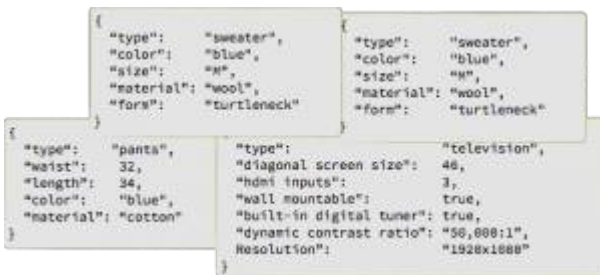 {
"type": "sweater",
"color": "blue",
"size": "M",
"material": "wool",
"form": "turtleneck"
}
{
"type": "sweater",
"color": "blue",
"size": "M",
"material": "wool",
"form": "turtleneck"
}
{
"type": "pants",
"waist": 32,
"length": 34,
"color": "blue",
"material": "cotton"
}
"type": "television",
"diagonal screen size": 46,
"hdmi inputs": 3,
"wall mountable": true,
"built-in digital tuner": true,
"dynamic contrast ratio": "50,000:1",
Resolution": "1920x1080"
}